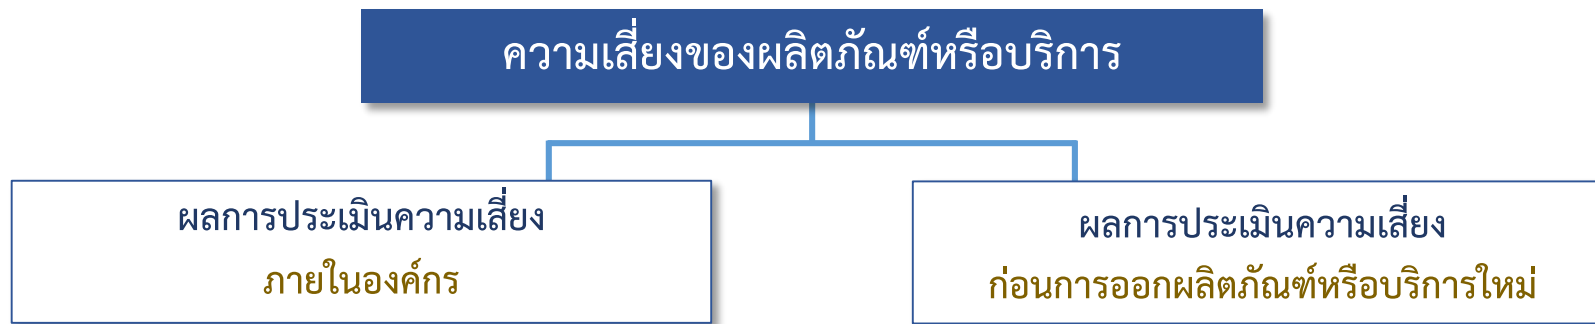 ความเสี่ยงของผลิตภัณฑ์หรือบริการ
ผลการประเมินความเสี่ยง
ภายในองค์กร
ผลการประเมินความเสี่ยง
ก่อนการออกผลิตภัณฑ์หรือบริการใหม่